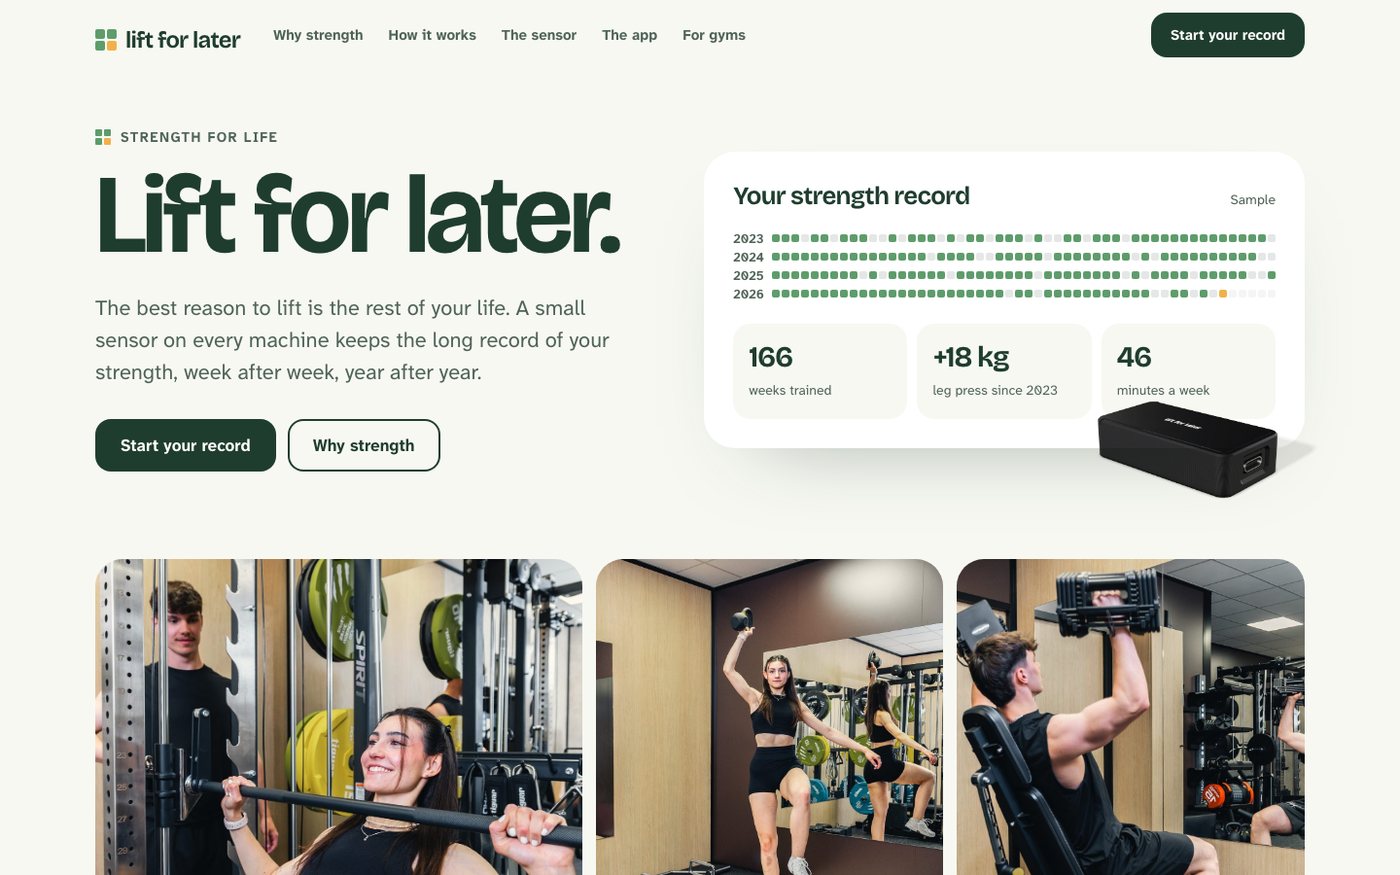 lift for later
Why strength
How it works
The sensor
The app
For gyms
Start your record
STRENGTH FOR LIFE
Lift for later.
The best reason to lift is the rest of your life. A small
sensor on every machine keeps the long record of your
strength, week after week, year after year.
Start your record
Why strength
Your strength record
Sample
2023
2024
2025
2026
166
weeks trained
+18 kg
leg press since 2023
46
minutes a week
lift for later
SPIRIT